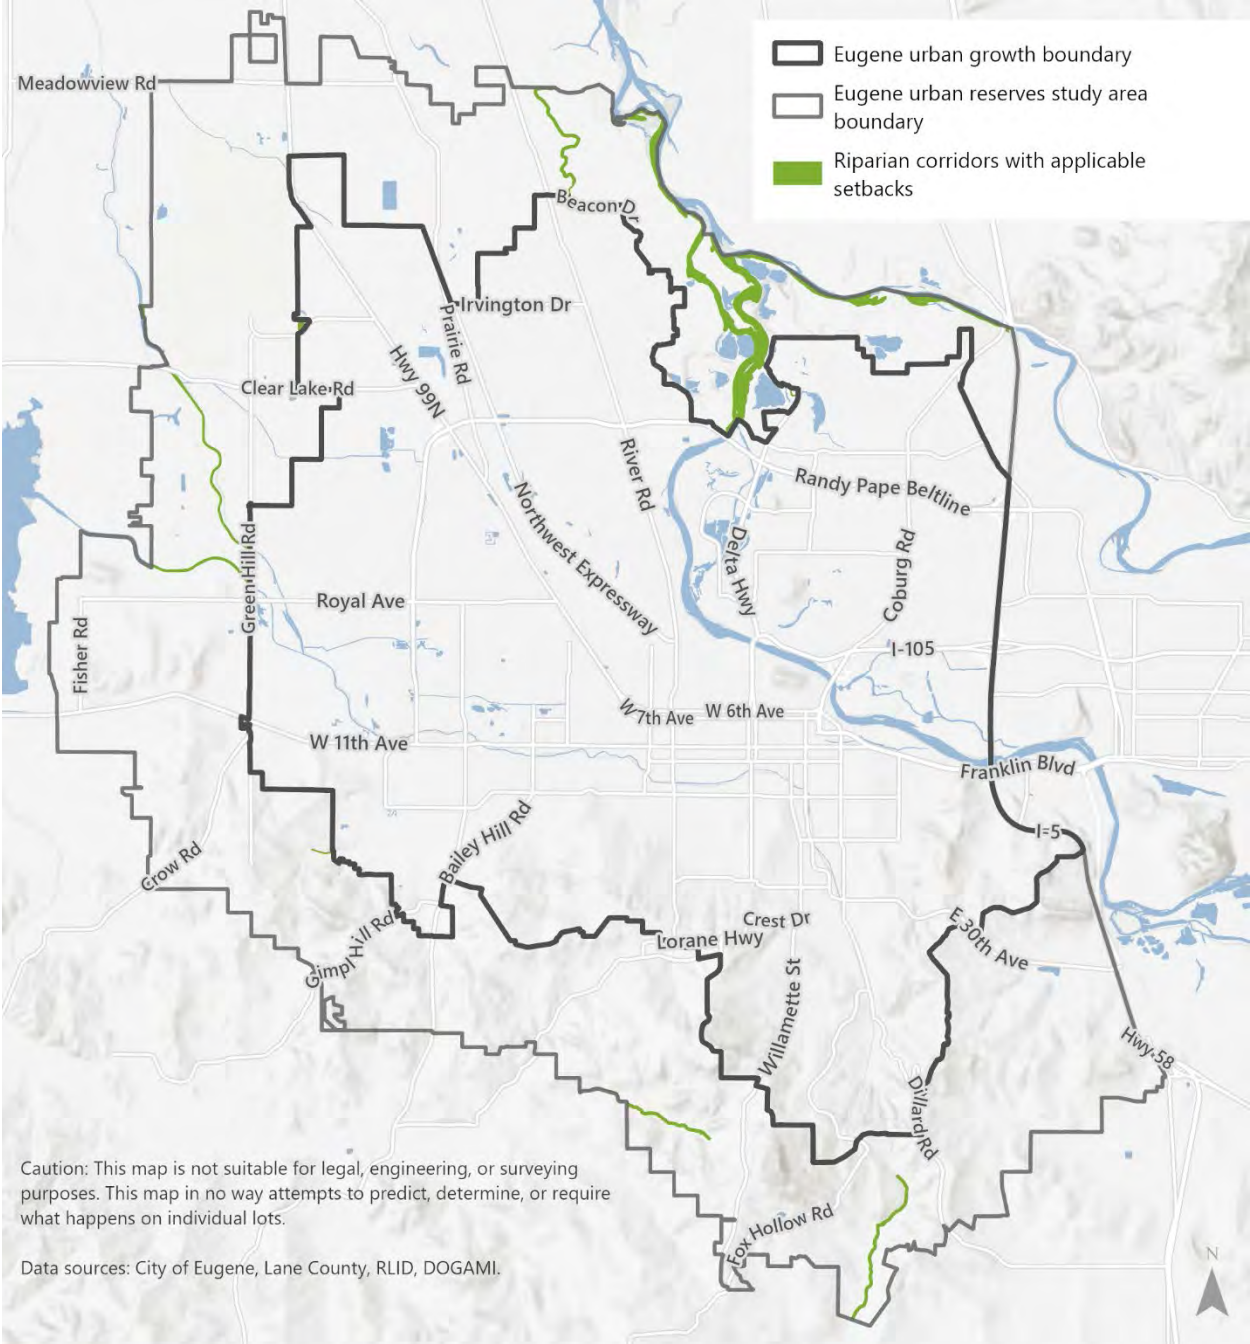 Eugene urban growth boundary
Eugene urban reserves study area
boundary
Riparian corridors with applicable
setbacks
Meadowview Rd
Beacon Dr
Irvington Dr
Prairie Rd
Hwy 99N
Clear Lake Rd
River Rd
Randy Pape Beltline
Northwest Expressway
Delta Hwy
Coburg Rd
Green Hill Rd
Royal Ave
Fisher Rd
I-105
W 7th Ave
W 6th Ave
W 11th Ave
Franklin Blvd
I-5
Bailey Hill Rd
Crow Rd
Crest Dr
Gimpl Hill Rd
Lorane Hwy
E 30th Ave
Willamette St
Hwy 58
Dillard Rd
Fox Hollow Rd
Caution: This map is not suitable for legal, engineering, or surveying
purposes. This map in no way attempts to predict, determine, or require
what happens on individual lots.
Data sources: City of Eugene, Lane County, RLID, DOGAMI.
N